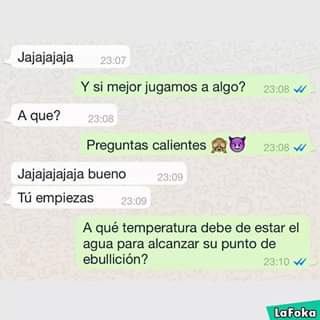 Jajajajaja 23:07
Y si mejor jugamos a algo? 23:08
A que? 23:08
Preguntas calientes 🙈😈 23:08
Jajajajajaja bueno 23:09
Tú empiezas 23:09
A qué temperatura debe de estar el
agua para alcanzar su punto de
ebullición? 23:10
LaFoka